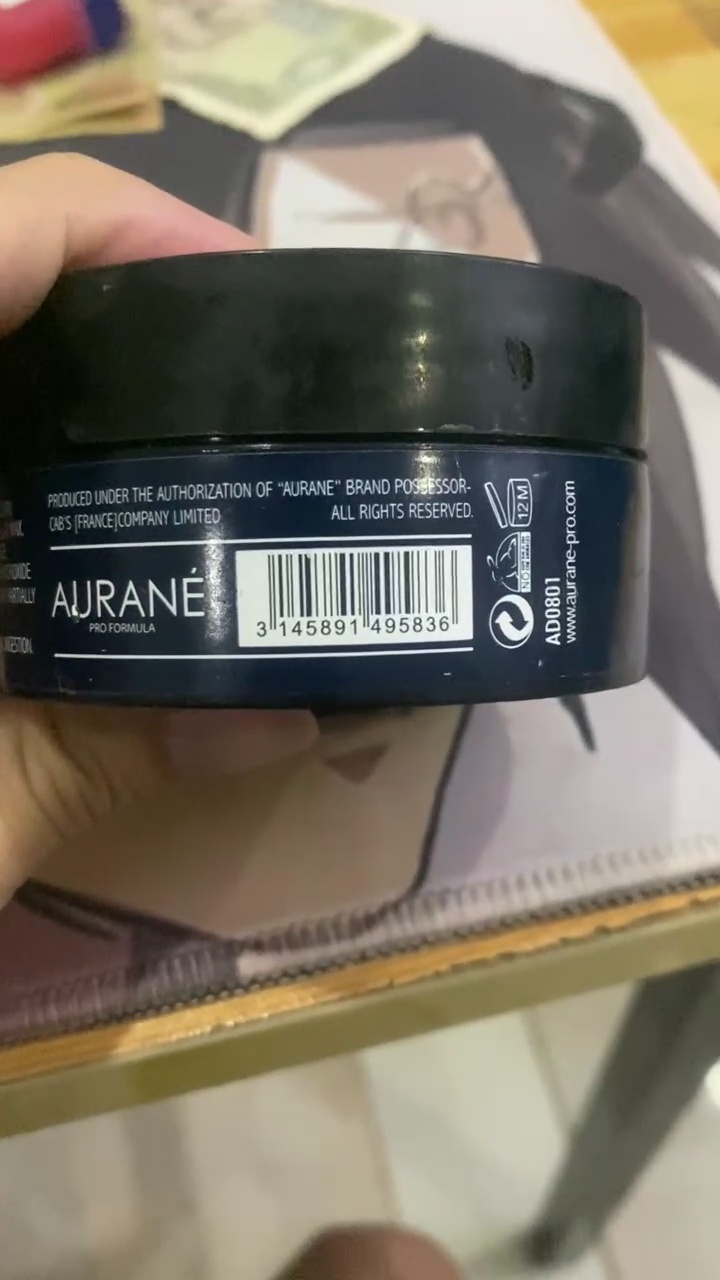 PRODUCED UNDER THE AUTHORIZATION OF "AURANE" BRAND POSSESSOR-
CAB'S [FRANCE]COMPANY LIMITED ALL RIGHTS RESERVED.
AURANÉ
PRO FORMULA
3 145891 495836
12 M
AD0801
www.aurane-pro.com